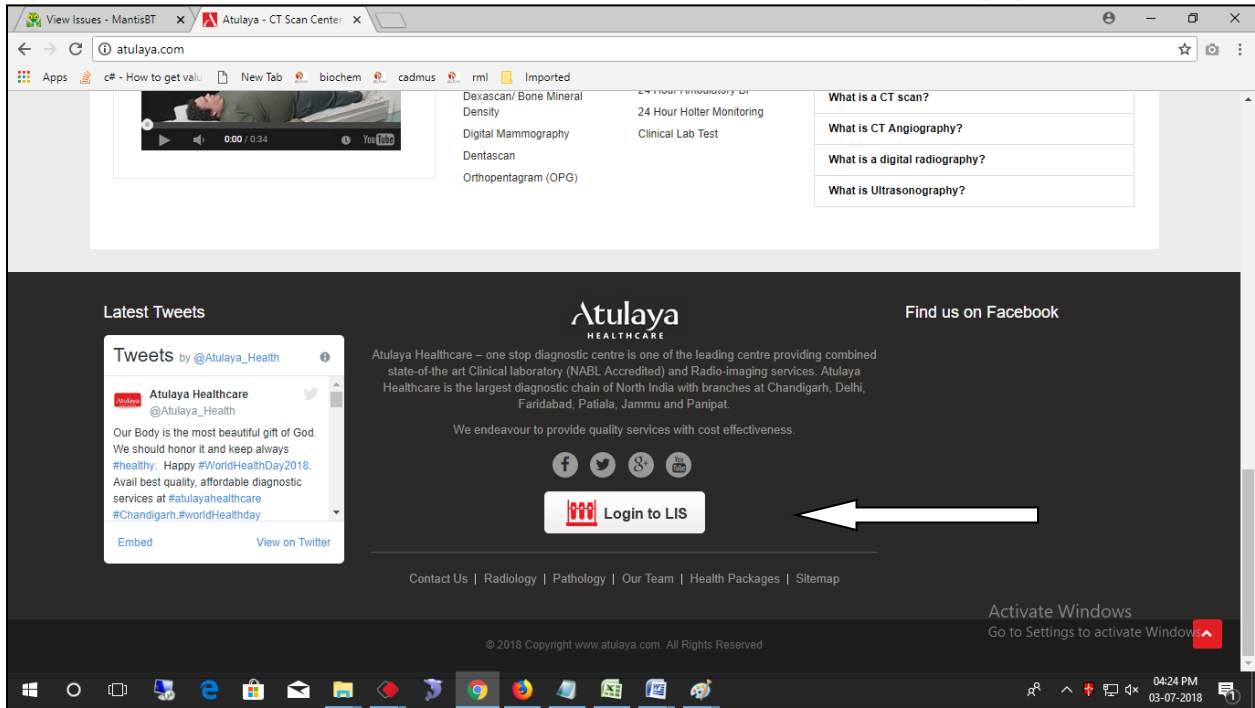 View Issues - MantisBT
Atulaya - CT Scan Center,
atulaya.com
Apps
c# - How to get valu
New Tab
biochem
cadmus
rml
Imported
0:00 / 0:34
YouTube
Dexascan/ Bone Mineral
Density
Digital Mammography
Dentascan
Orthopentagram (OPG)
24 Hour Ambulatory BP
24 Hour Holter Monitoring
Clinical Lab Test
What is a CT scan?
What is CT Angiography?
What is a digital radiography?
What is Ultrasonography?
Latest Tweets
Tweets by @Atulaya_Health
Atulaya
Atulaya Healthcare
@Atulaya_Health
Our Body is the most beautiful gift of God.
We should honor it and keep always
#healthy. Happy #WorldHealthDay2018.
Avail best quality, affordable diagnostic
services at #atulayahealthcare
#Chandigarh.#worldHealthday
Embed
View on Twitter
Atulaya
HEALTHCARE
Atulaya Healthcare – one stop diagnostic centre is one of the leading centre providing combined
state-of-the art Clinical laboratory (NABL Accredited) and Radio-imaging services. Atulaya
Healthcare is the largest diagnostic chain of North India with branches at Chandigarh, Delhi,
Faridabad, Patiala, Jammu and Panipat.
We endeavour to provide quality services with cost effectiveness.
You
Tube
Login to LIS
Find us on Facebook
Contact Us | Radiology | Pathology | Our Team | Health Packages | Sitemap
Activate Windows
Go to Settings to activate Windows.
© 2018 Copyright www.atulaya.com. All Rights Reserved
04:24 PM
03-07-2018